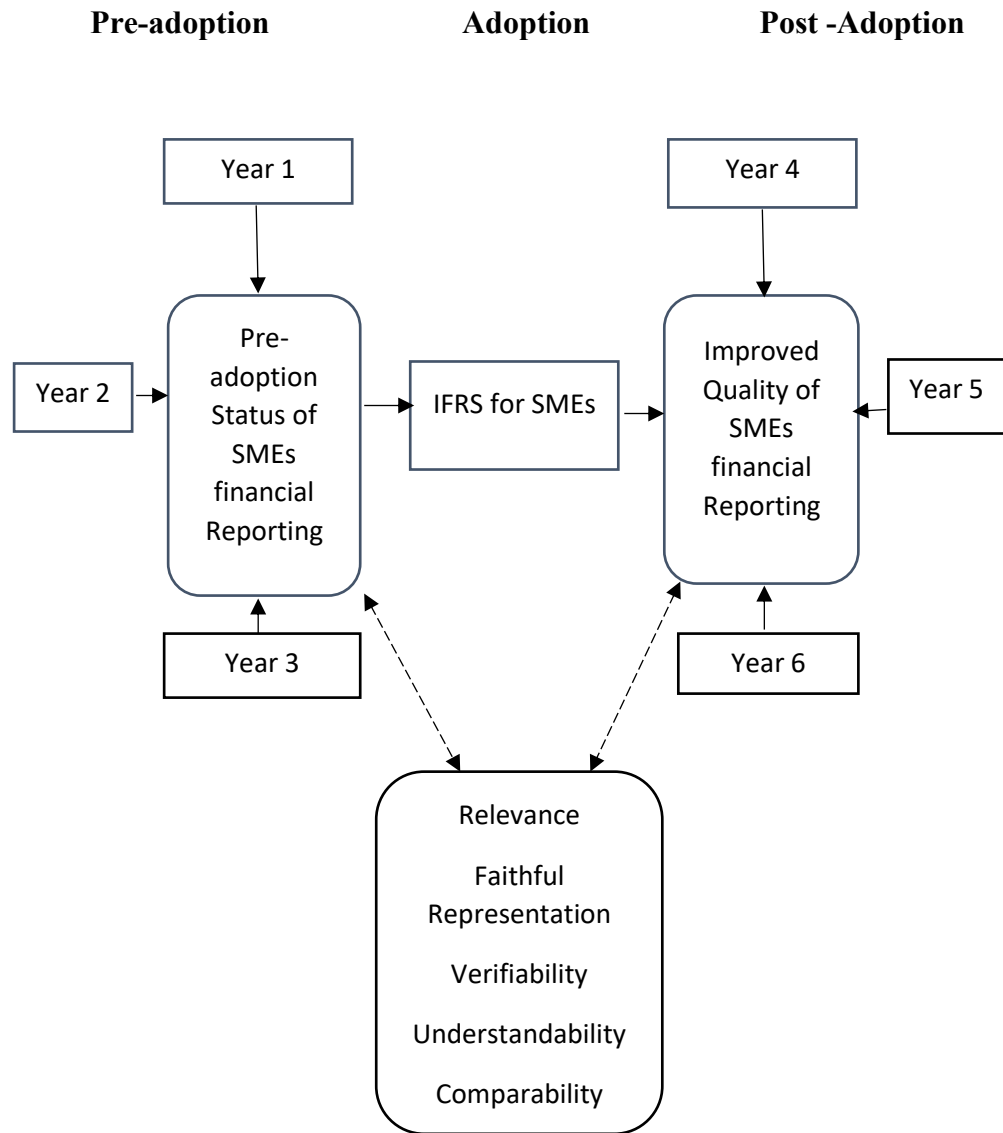 Pre-adoption
Adoption
Post -Adoption
Year 1
Year 4
Pre-
adoption
Status of
SMEs
financial
Reporting
Year 2
IFRS for SMEs
Improved
Quality of
SMEs
financial
Reporting
Year 5
Year 3
Year 6
Relevance
Faithful
Representation
Verifiability
Understandability
Comparability